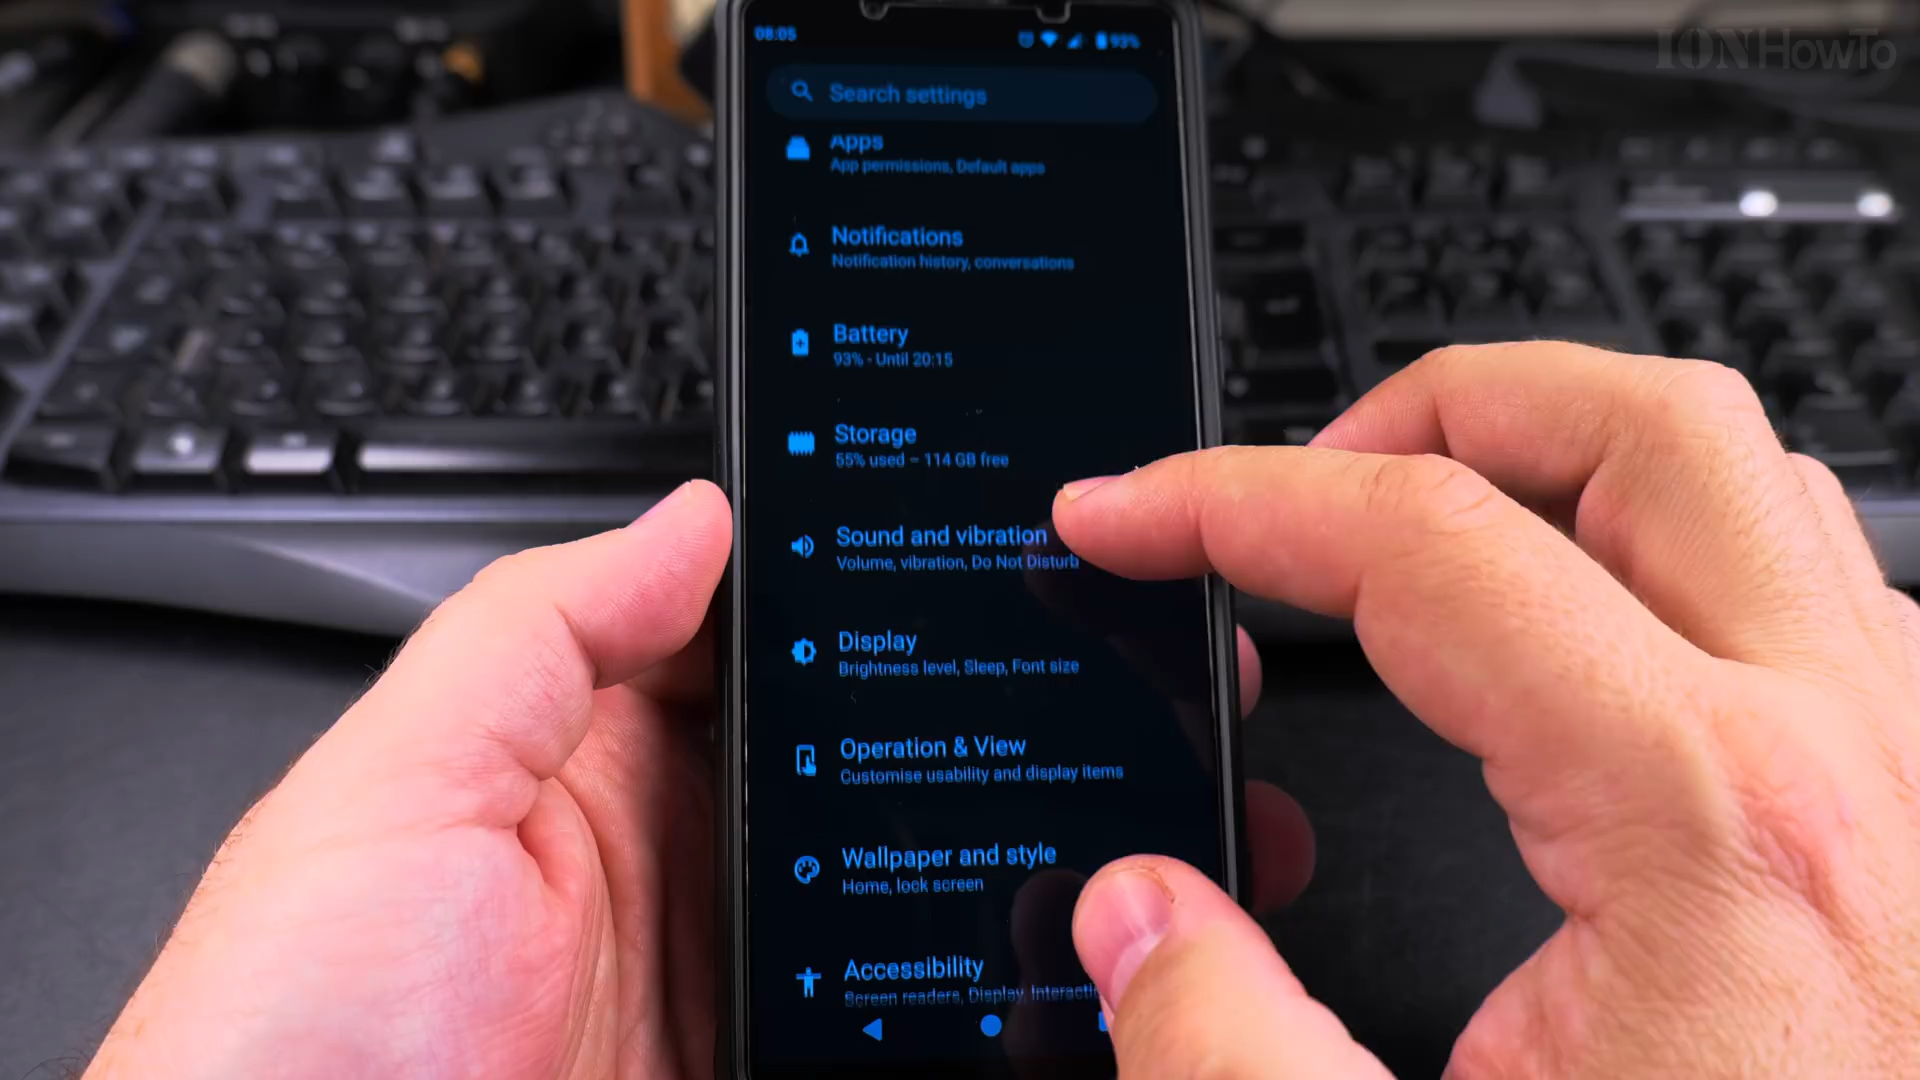 IONHowTo
08:05
93%
Search settings
Apps
App permissions, Default apps
Notifications
Notification history, conversations
Battery
93% - Until 20:15
Storage
55% used – 114 GB free
Sound and vibration
Volume, vibration, Do Not Disturb
Display
Brightness level, Sleep, Font size
Operation & View
Customise usability and display items
Wallpaper and style
Home, lock screen
Accessibility
Screen readers, Display,